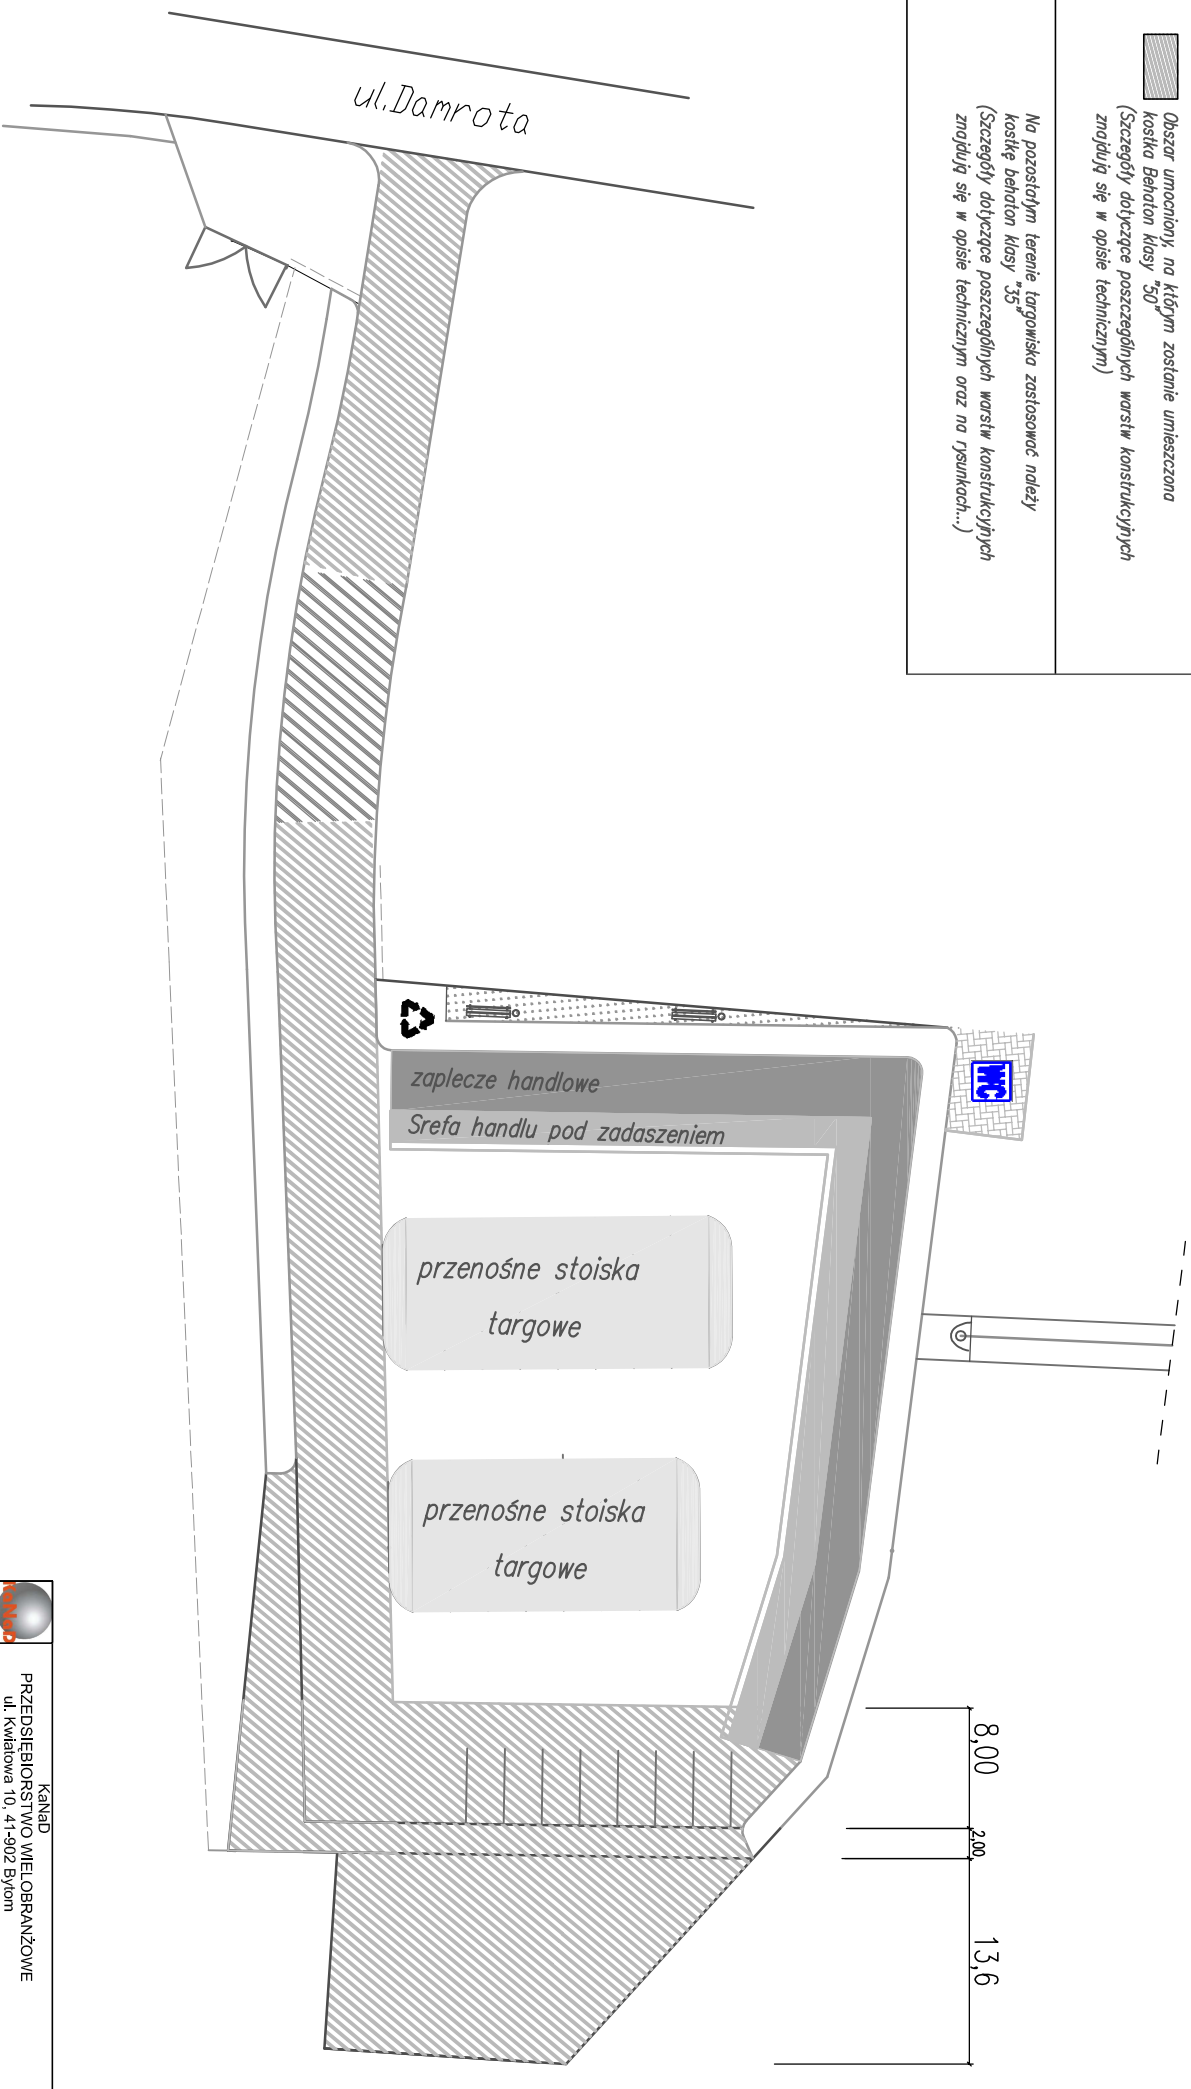 Obszar umocniony, na którym zostanie umieszczona
kostka Behaton klasy "50"
(Szczegóły dotyczące poszczególnych warstw konstrukcyjnych
znajdują się w opisie technicznym)
Na pozostałym terenie targowiska zastosować należy
kostkę behaton klasy "35"
(Szczegóły dotyczące poszczególnych warstw konstrukcyjnych
znajdują się w opisie technicznym oraz na rysunkach...)
ul.Damrota
WC
zaplecze handlowe
Srefa handlu pod zadaszeniem
przenośne stoiska
targowe
przenośne stoiska
targowe
8,00
2,00
13,6
KaNaD
KaNaD
PRZEDSIĘBIORSTWO WIELOBRANŻOWE
ul. Kwiatowa 10, 41-902 Bytom